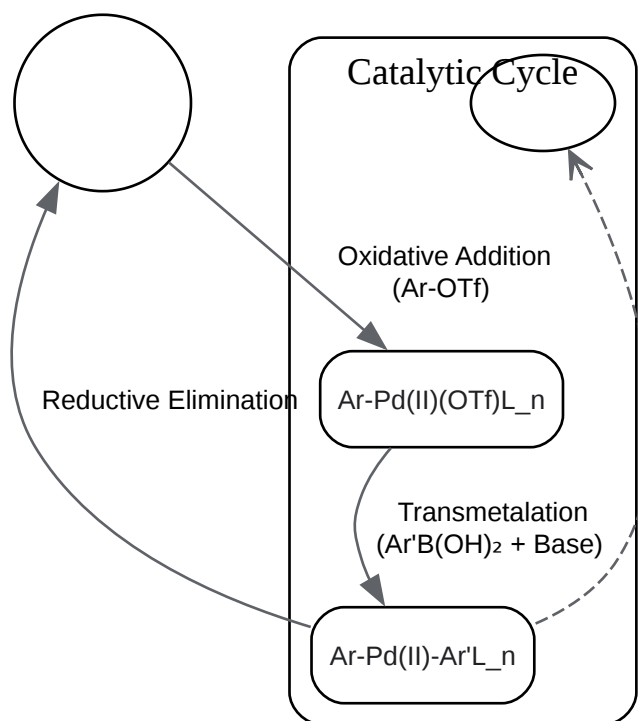 Catalytic Cycle
Oxidative Addition
(Ar-OTf)
Reductive Elimination
Ar-Pd(II)(OTf)L_n
Transmetalation
(Ar'B(OH)₂ + Base)
Ar-Pd(II)-Ar'L_n